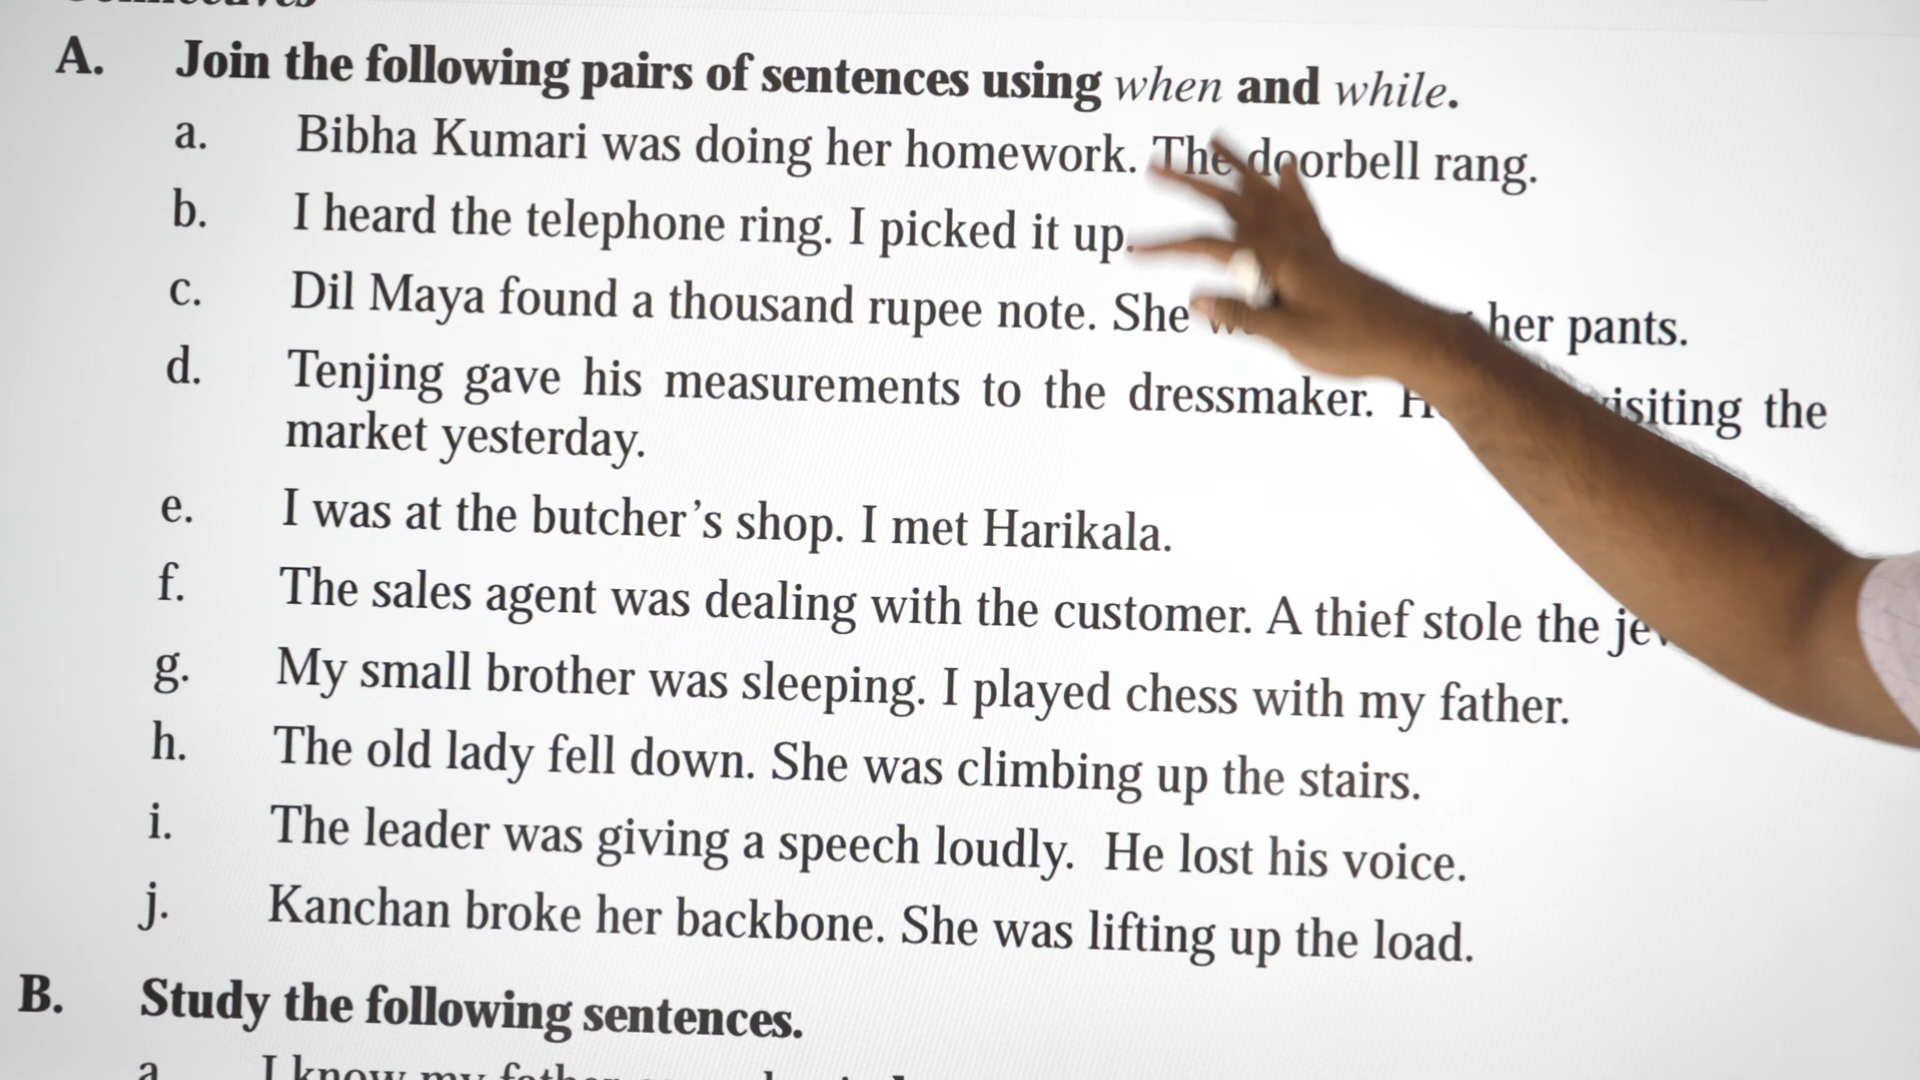 A. Join the following pairs of sentences using when and while.
a. Bibha Kumari was doing her homework. The doorbell rang.
b. I heard the telephone ring. I picked it up.
c. Dil Maya found a thousand rupee note. She her pants.
d. Tenjing gave his measurements to the dressmaker. visiting the
market yesterday.
e. I was at the butcher's shop. I met Harikala.
f. The sales agent was dealing with the customer. A thief stole the
g. My small brother was sleeping. I played chess with my father.
h. The old lady fell down. She was climbing up the stairs.
i. The leader was giving a speech loudly. He lost his voice.
j. Kanchan broke her backbone. She was lifting up the load.
B. Study the following sentences.
a I know my